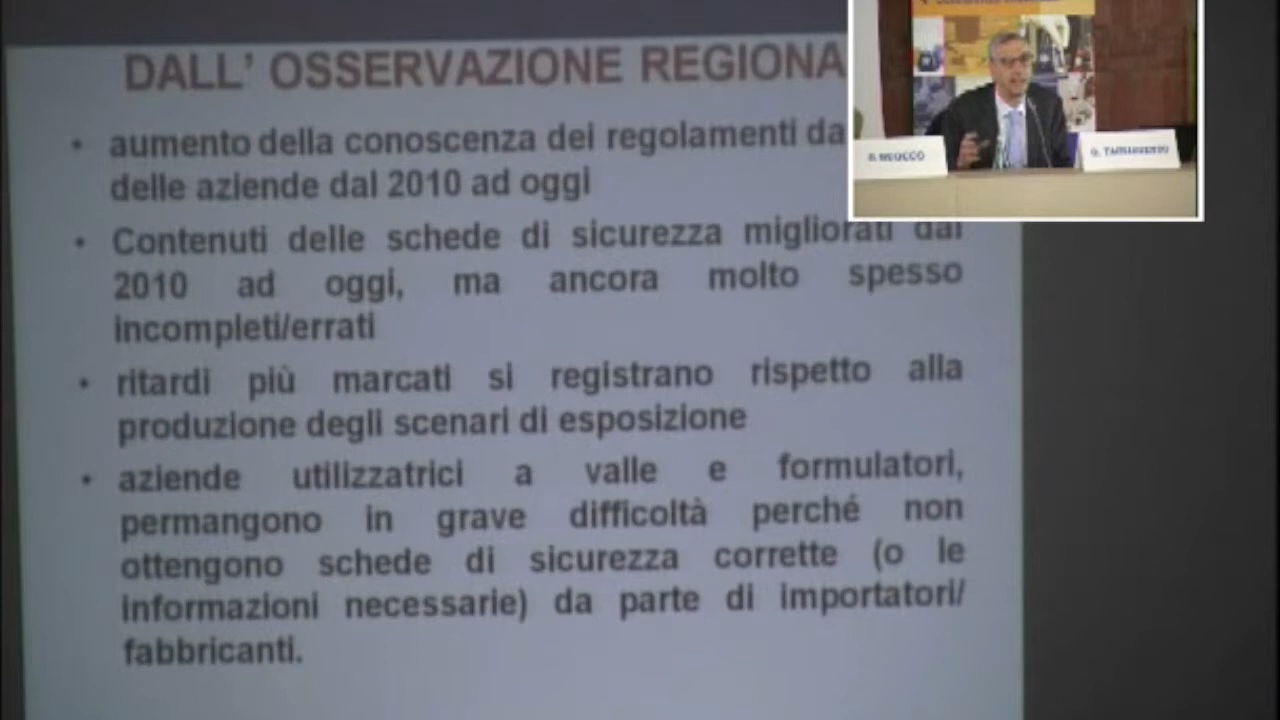 DALL' OSSERVAZIONE REGIONA
• aumento della conoscenza dei regolamenti da
delle aziende dal 2010 ad oggi
• Contenuti delle schede di sicurezza migliorati dal
2010 ad oggi, ma ancora molto spesso
incompleti/errati
• ritardi più marcati si registrano rispetto alla
produzione degli scenari di esposizione
• aziende utilizzatrici a valle e formulatori,
permangono in grave difficoltà perché non
ottengono schede di sicurezza corrette (o le
informazioni necessarie) da parte di importatori/
fabbricanti.